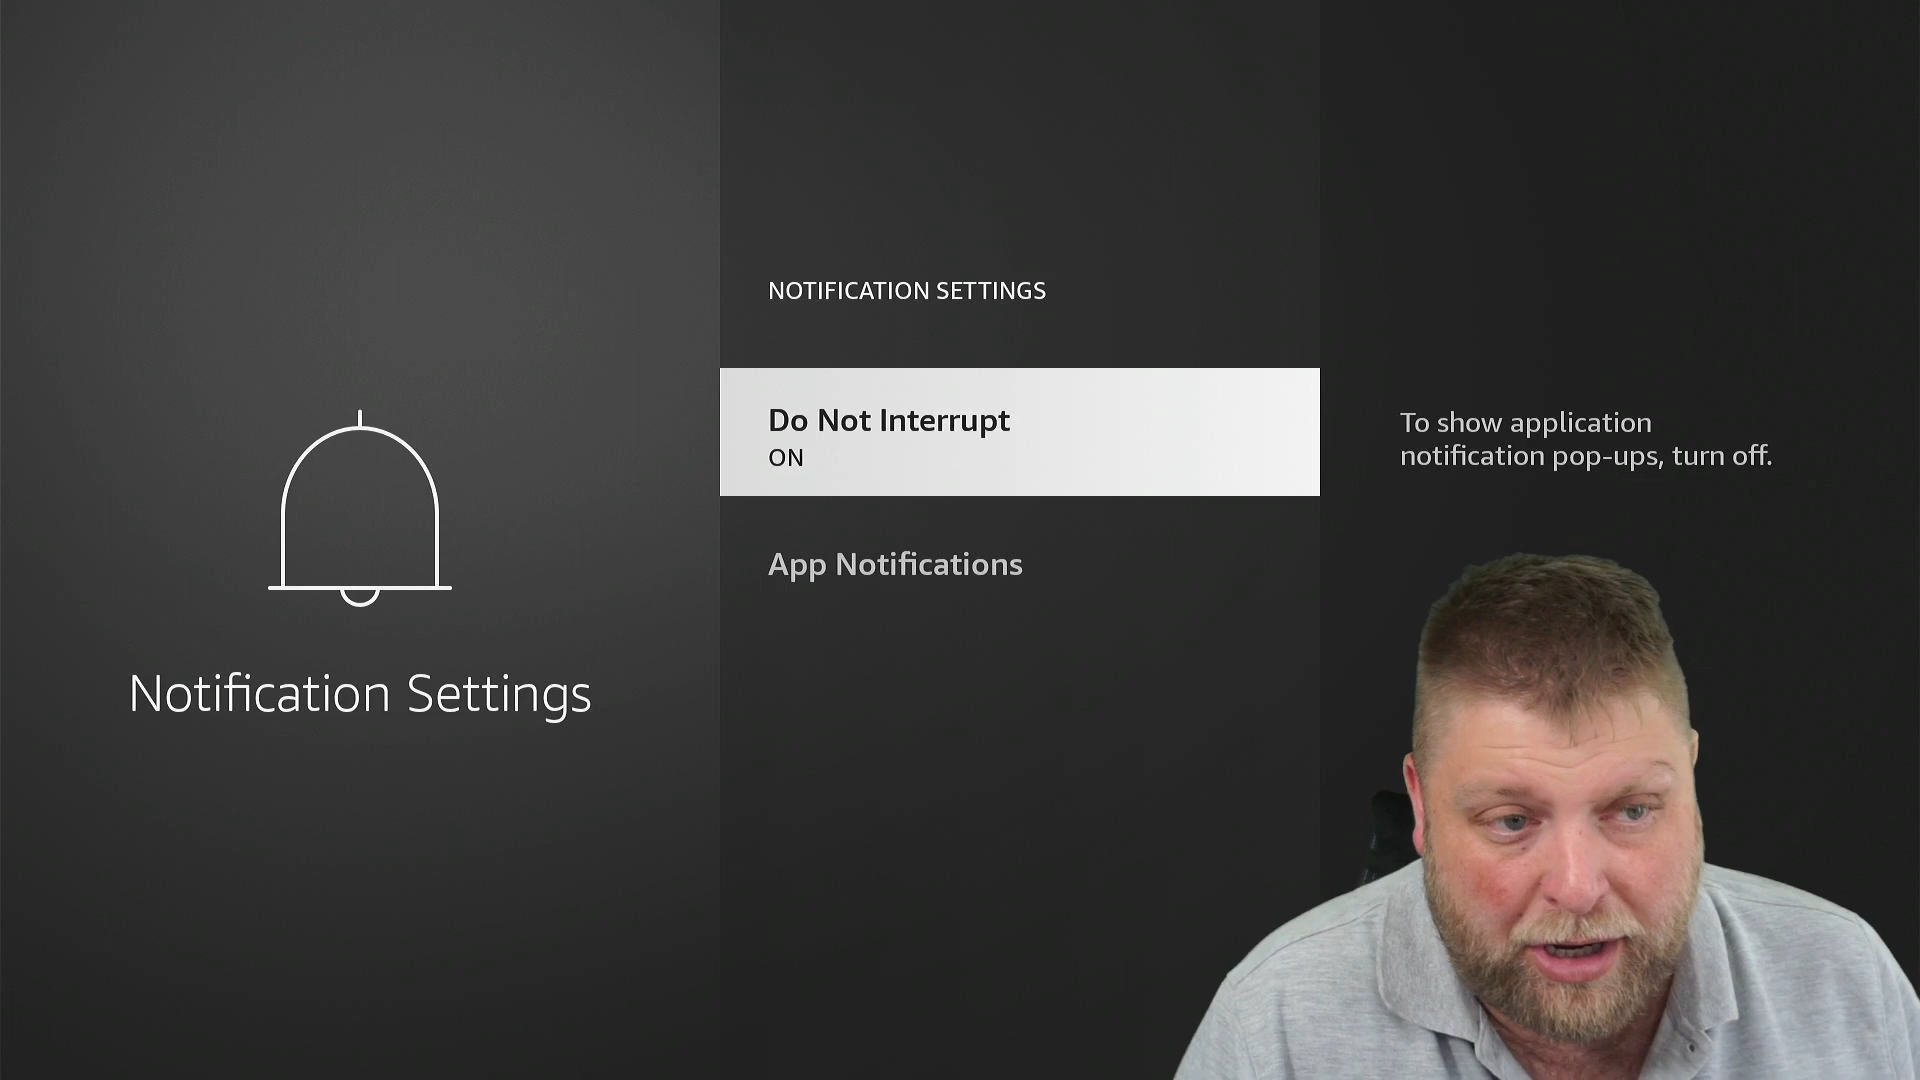 NOTIFICATION SETTINGS
Do Not Interrupt
ON
To show application
notification pop-ups, turn off.
App Notifications
Notification Settings